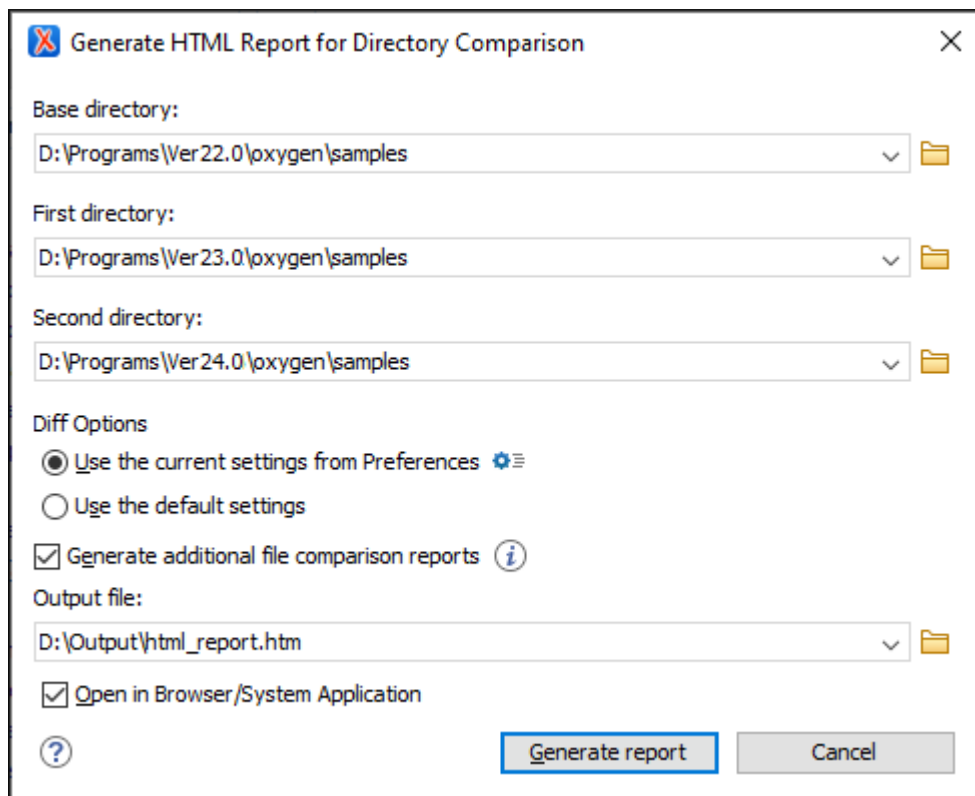 Generate HTML Report for Directory Comparison
Base directory:
D:\Programs\Ver22.0\oxygen\samples
First directory:
D:\Programs\Ver23.0\oxygen\samples
Second directory:
D:\Programs\Ver24.0\oxygen\samples
Diff Options
Use the current settings from Preferences
Use the default settings
Generate additional file comparison reports
Output file:
D:\Output\html_report.htm
Open in Browser/System Application
Generate report
Cancel